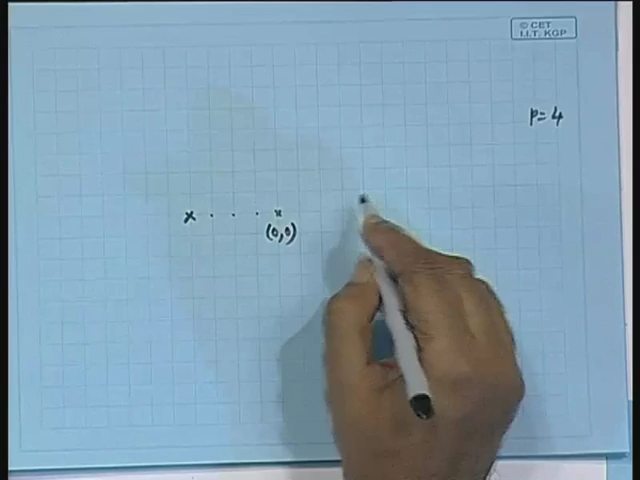 © CET
I.I.T. KGP
p=4
x . . . x
(0,0)